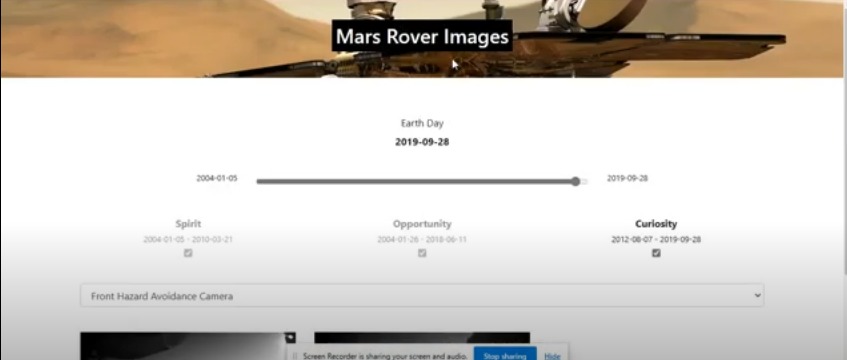 Mars Rover Images
Earth Day
2019-09-28
2004-01-05
2019-09-28
Spirit
2004-01-05 - 2010-03-21
Opportunity
2004-01-26 - 2018-06-11
Curiosity
2012-08-07 - 2019-09-28
Front Hazard Avoidance Camera
Screen Recorder is sharing your screen and audio.
Stop sharing
Hide